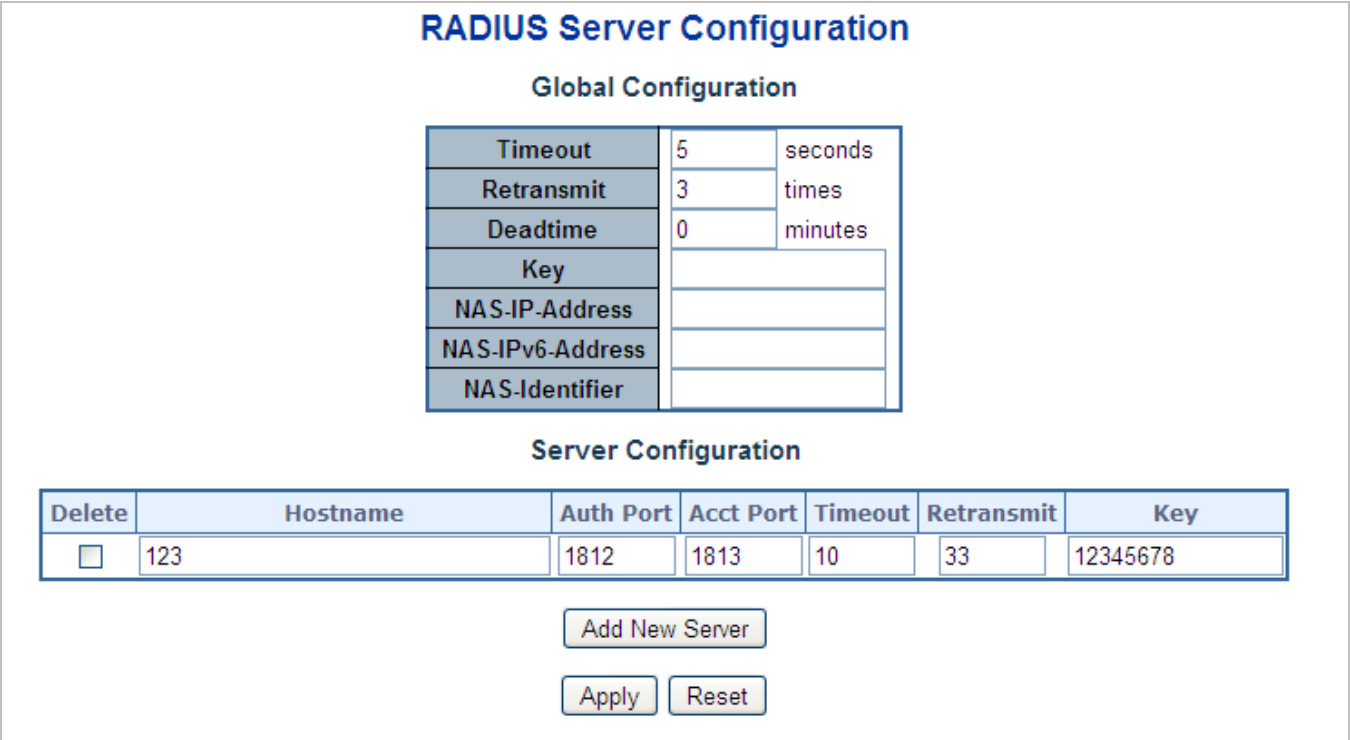 RADIUS Server Configuration
Global Configuration
Timeout 5 seconds
Retransmit 3 times
Deadtime 0 minutes
Key
NAS-IP-Address
NAS-IPv6-Address
NAS-Identifier
Server Configuration
Delete Hostname Auth Port Acct Port Timeout Retransmit Key
123 1812 1813 10 33 12345678
Add New Server
Apply Reset